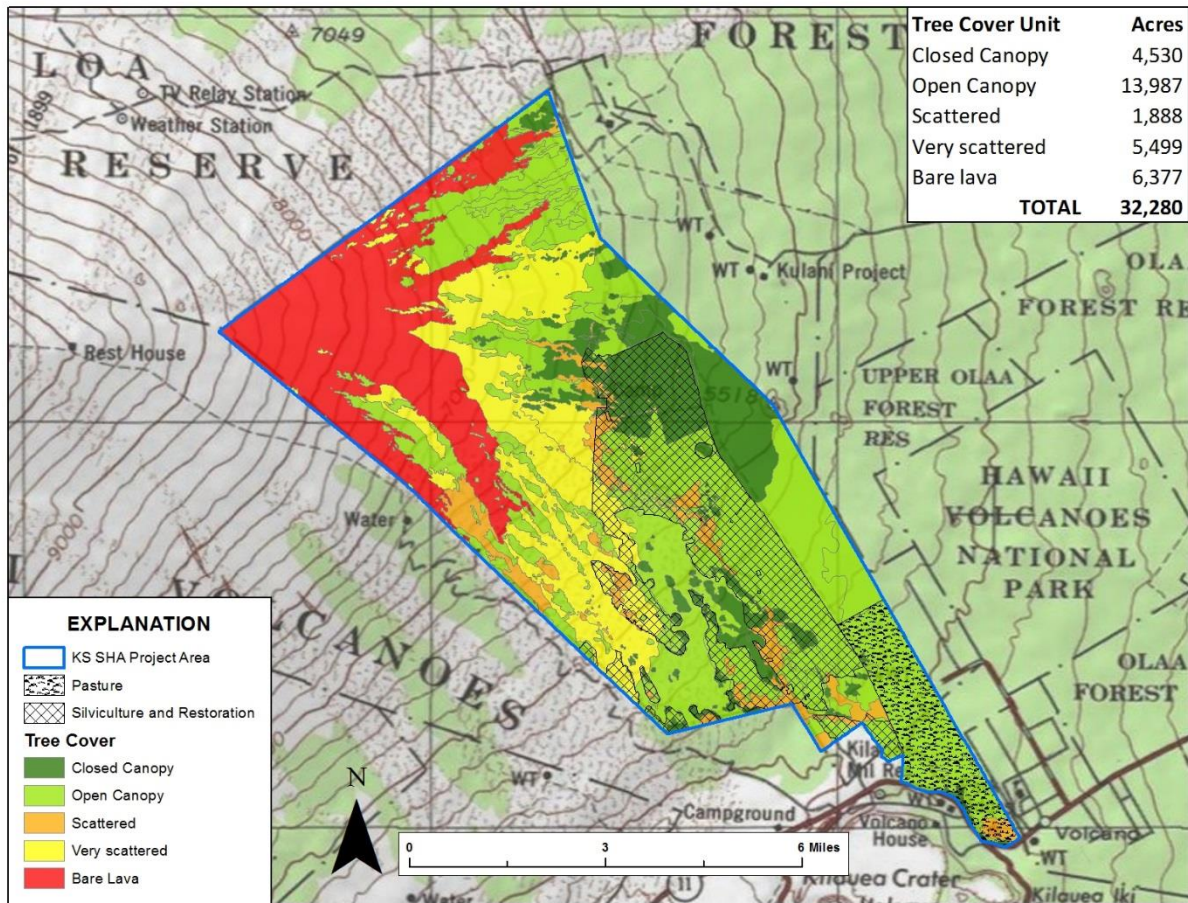 Tree Cover Unit Acres
Closed Canopy 4,530
Open Canopy 13,987
Scattered 1,888
Very scattered 5,499
Bare lava 6,377
TOTAL 32,280
7049
FOREST
LOA
TV Relay Station
Weather Station
1899
RESERVE
8000
WT
WT
Kulani Project
OLAA
FOREST RE
Rest House
WT
5518
UPPER OLAA
FOREST
RES
HAWAII
VOLCANOES
NATIONAL
PARK
Water
9000
VOLCANOES
OLAA
FOREST
EXPLANATION
KS SHA Project Area
Pasture
Silviculture and Restoration
Tree Cover
Closed Canopy
Open Canopy
Scattered
Very scattered
Bare Lava
N
WT
Campground
Volcano
House
Volcano
WT
0 3 6 Miles
11
Kilauea Crater
Kilauea Iki
Water